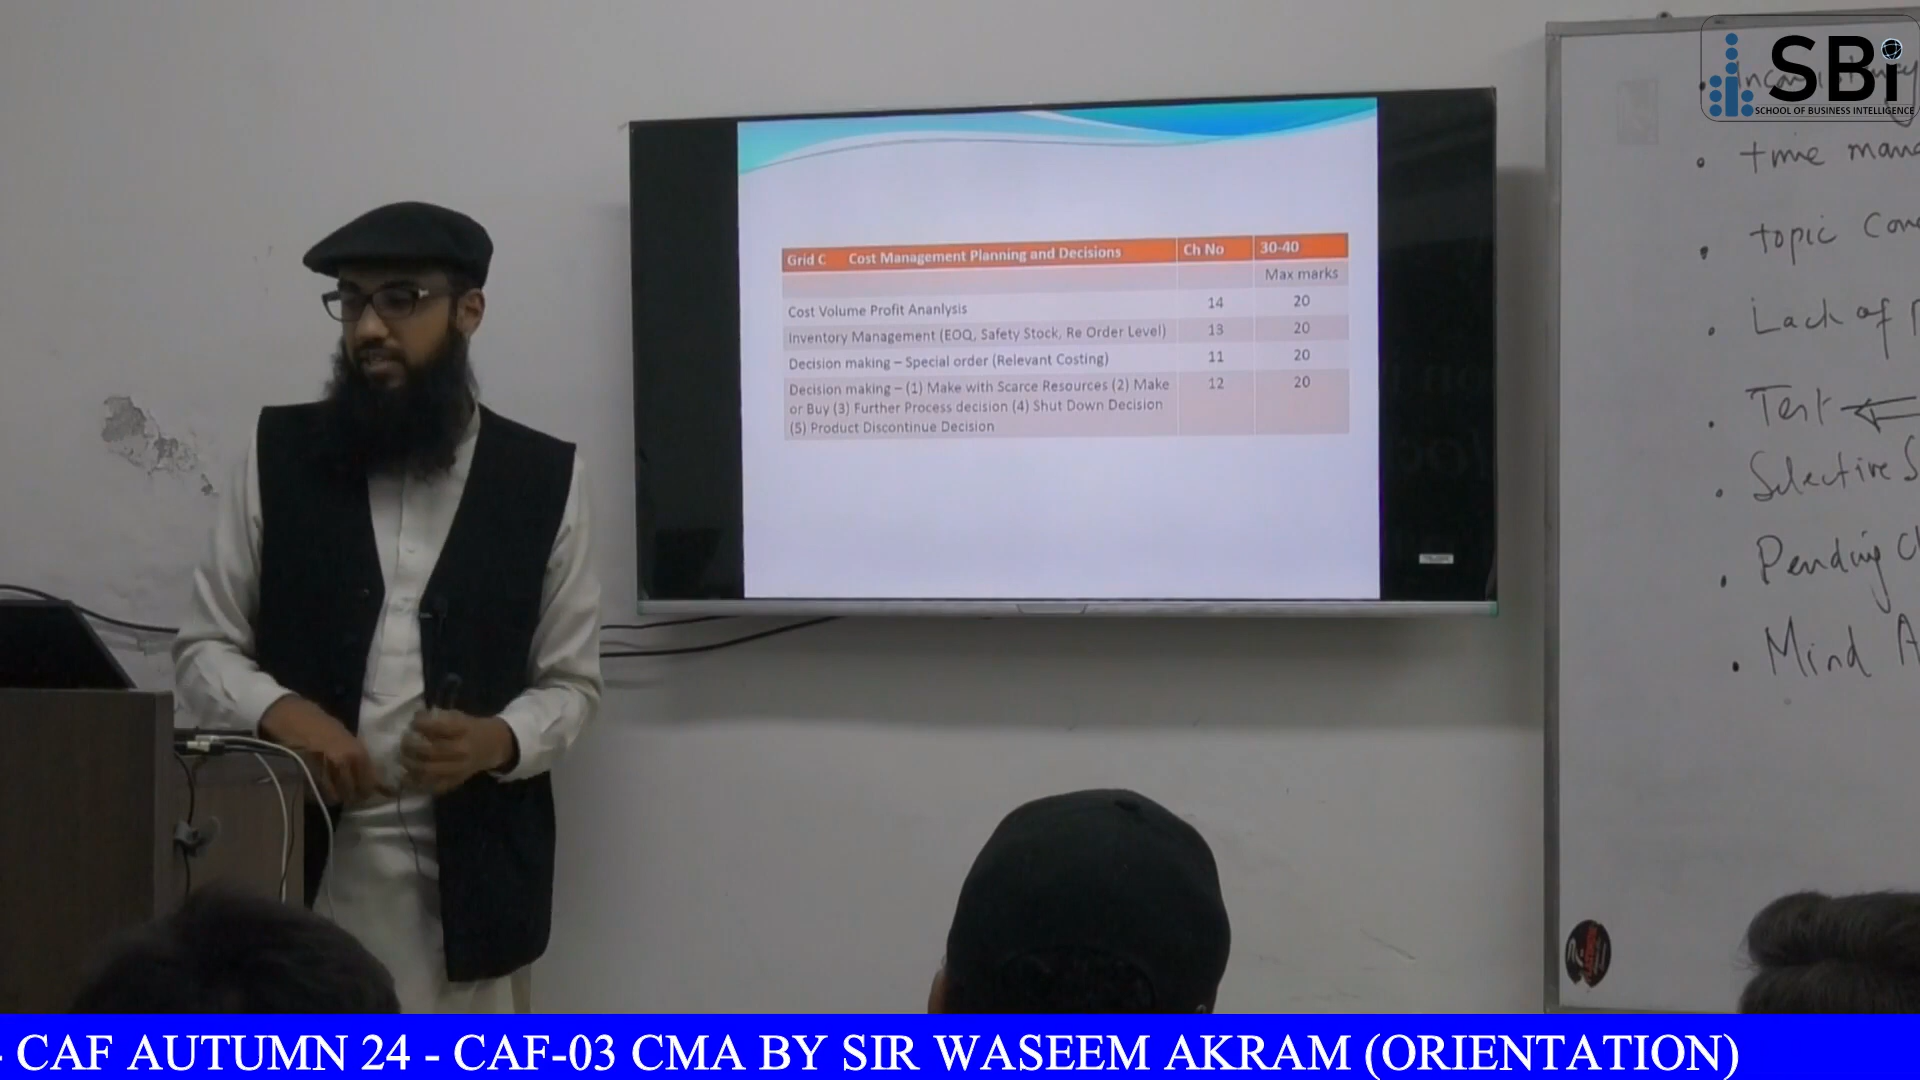 SBi
SCHOOL OF BUSINESS INTELLIGENCE
Grid C Cost Management Planning and Decisions Ch No 30-40
Max marks
Cost Volume Profit Ananlysis 14 20
Inventory Management (EOQ, Safety Stock, Re Order Level) 13 20
Decision making – Special order (Relevant Costing) 11 20
Decision making – (1) Make with Scarce Resources (2) Make 12 20
or Buy (3) Further Process decision (4) Shut Down Decision
(5) Product Discontinue Decision
• time
• topic
• Lack of
• Test
• Selective
• Pending
• Mind
- CAF AUTUMN 24 - CAF-03 CMA BY SIR WASEEM AKRAM (ORIENTATION)